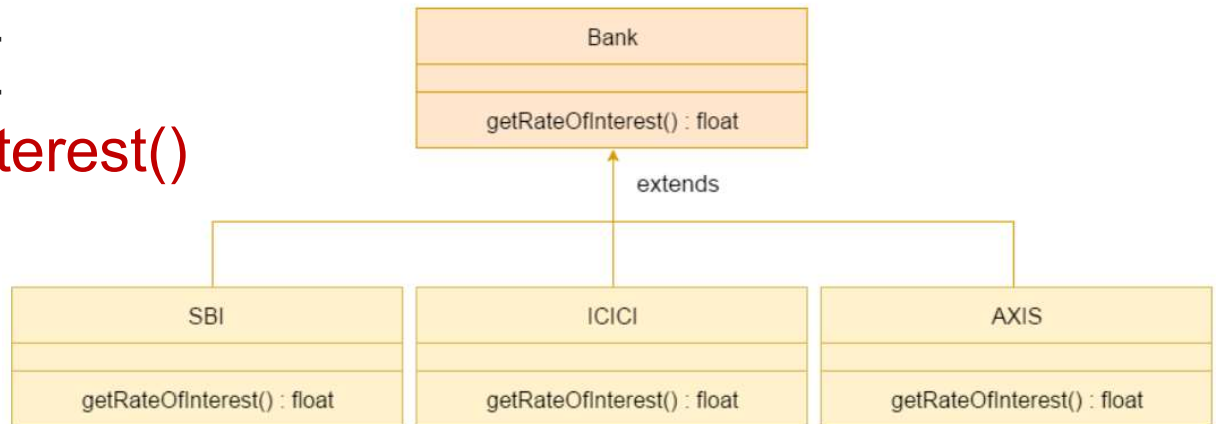 terest()
Bank
getRateOfInterest() : float
extends
SBI
ICICI
AXIS
getRateOfInterest() : float
getRateOfInterest() : float
getRateOfInterest() : float